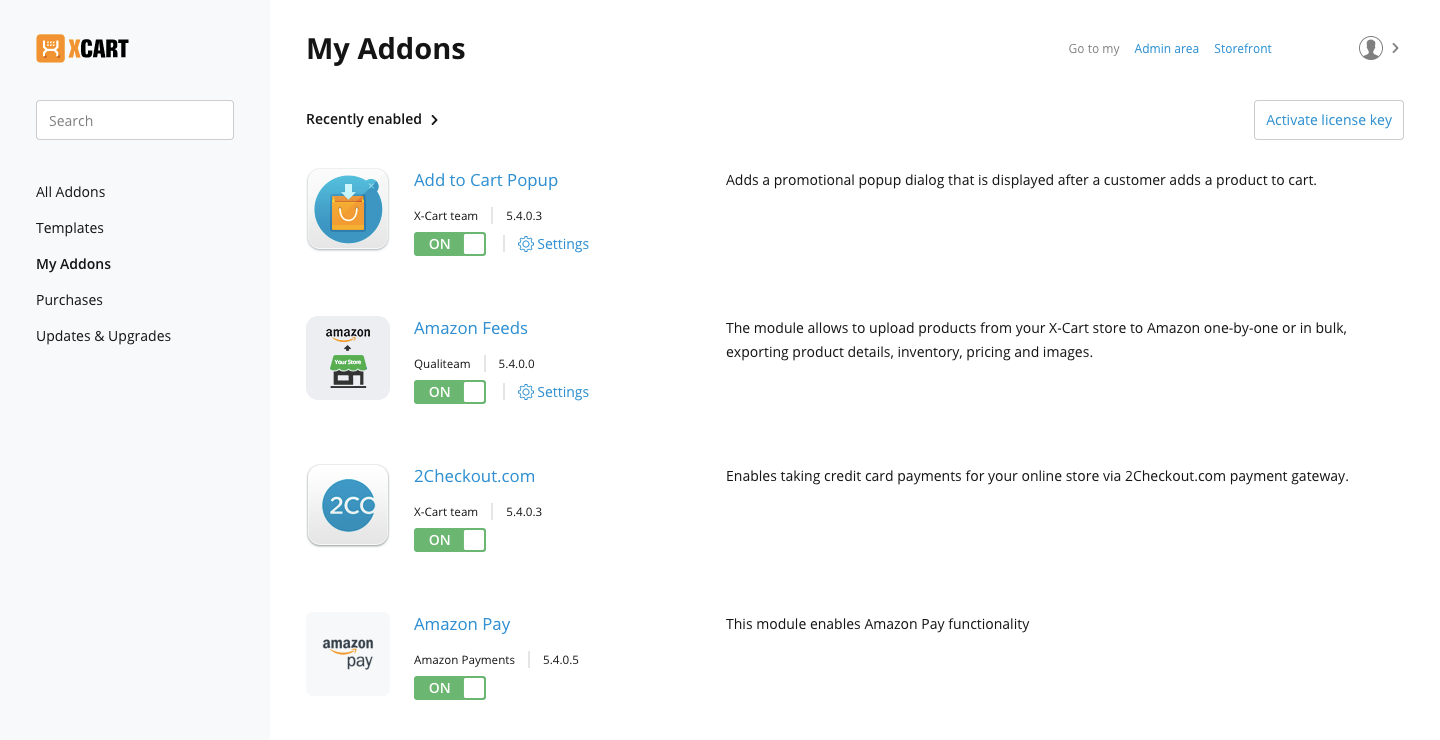 XCART
My Addons
Go to my Admin area Storefront
Search
Recently enabled
Activate license key
All Addons
Templates
My Addons
Purchases
Updates & Upgrades
Add to Cart Popup
X-Cart team 5.4.0.3
ON Settings
Adds a promotional popup dialog that is displayed after a customer adds a product to cart.
amazon
Your Store
Amazon Feeds
Qualiteam 5.4.0.0
ON Settings
The module allows to upload products from your X-Cart store to Amazon one-by-one or in bulk,
exporting product details, inventory, pricing and images.
2CO
2Checkout.com
X-Cart team 5.4.0.3
ON
Enables taking credit card payments for your online store via 2Checkout.com payment gateway.
amazon
pay
Amazon Pay
Amazon Payments 5.4.0.5
ON
This module enables Amazon Pay functionality